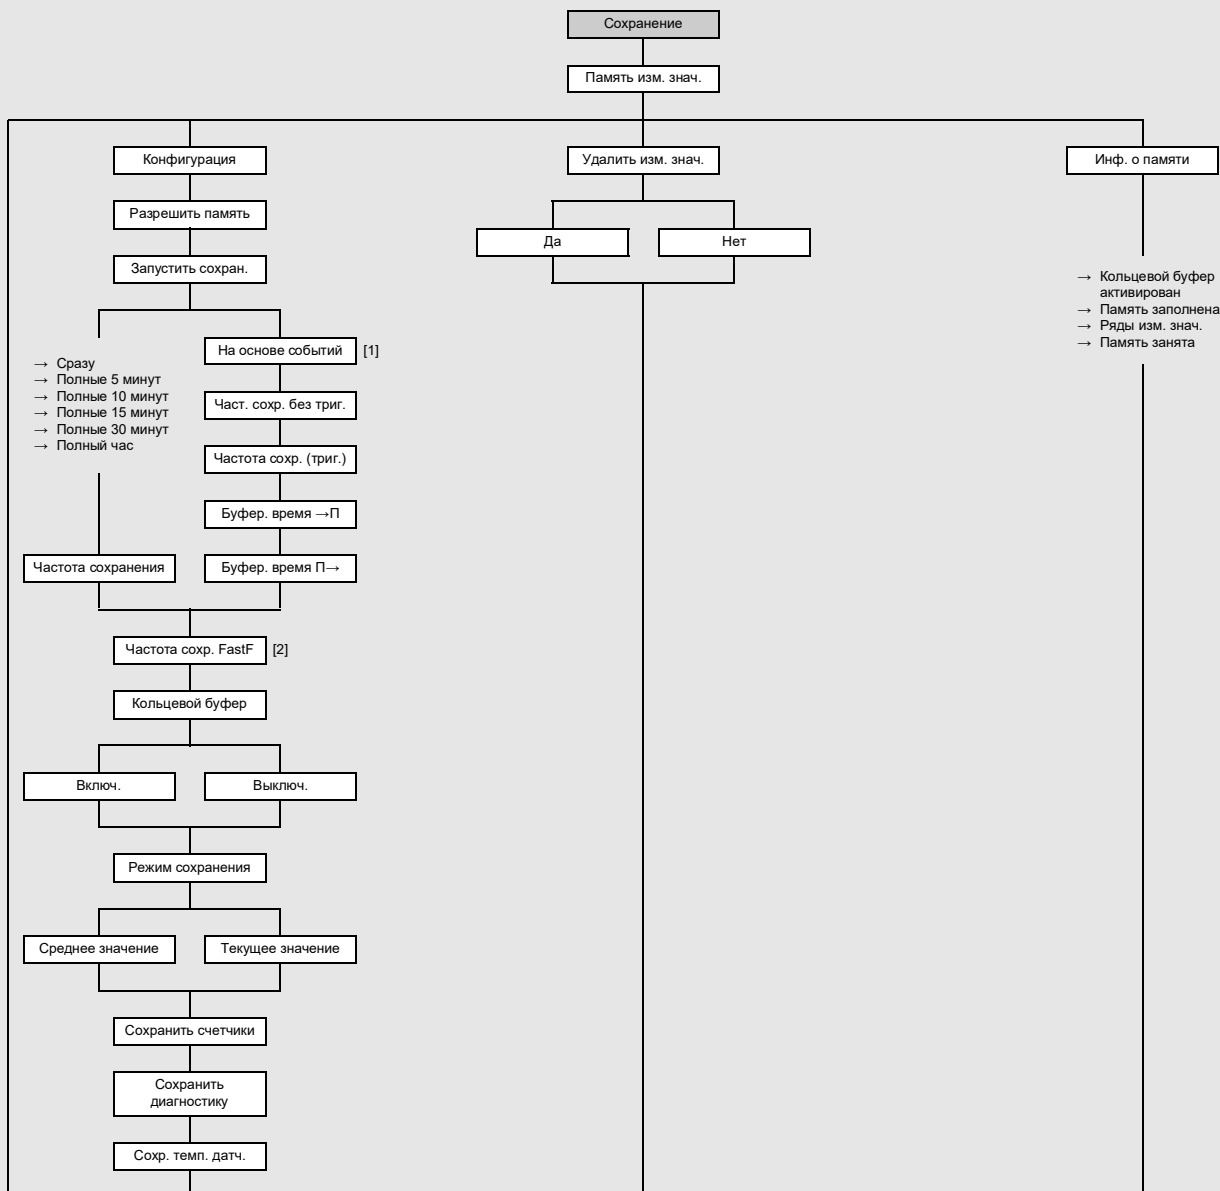 Сохранение
Память изм. знач.
Конфигурация
Удалить изм. знач.
Инф. о памяти
Разрешить память
Да
Нет
Запустить сохран.
→ Кольцевой буфер
активирован
→ Память заполнена
→ Ряды изм. знач.
→ Память занята
→ Сразу
→ Полные 5 минут
→ Полные 10 минут
→ Полные 15 минут
→ Полные 30 минут
→ Полный час
На основе событий [1]
Част. сохр. без триг.
Частота сохр. (триг.)
Буфер. время →П
Частота сохранения
Буфер. время П→
Частота сохр. FastF [2]
Кольцевой буфер
Включ.
Выключ.
Режим сохранения
Среднее значение
Текущее значение
Сохранить счетчики
Сохранить
диагностику
Сохр. темп. датч.